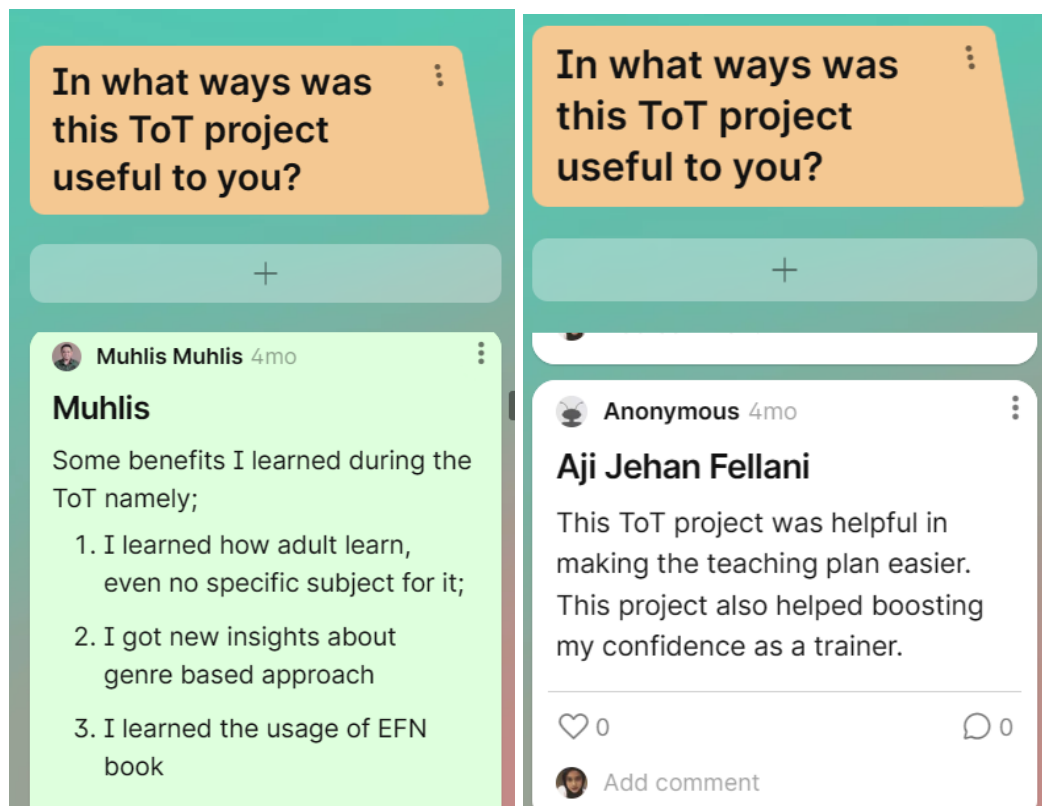 In what ways was
this ToT project
useful to you?
+
Muhlis Muhlis 4mo
Muhlis
Some benefits I learned during the
ToT namely;
1. I learned how adult learn,
even no specific subject for it;
2. I got new insights about
genre based approach
3. I learned the usage of EFN
book
In what ways was
this ToT project
useful to you?
+
Anonymous 4mo
Aji Jehan Fellani
This ToT project was helpful in
making the teaching plan easier.
This project also helped boosting
my confidence as a trainer.
0 0
Add comment